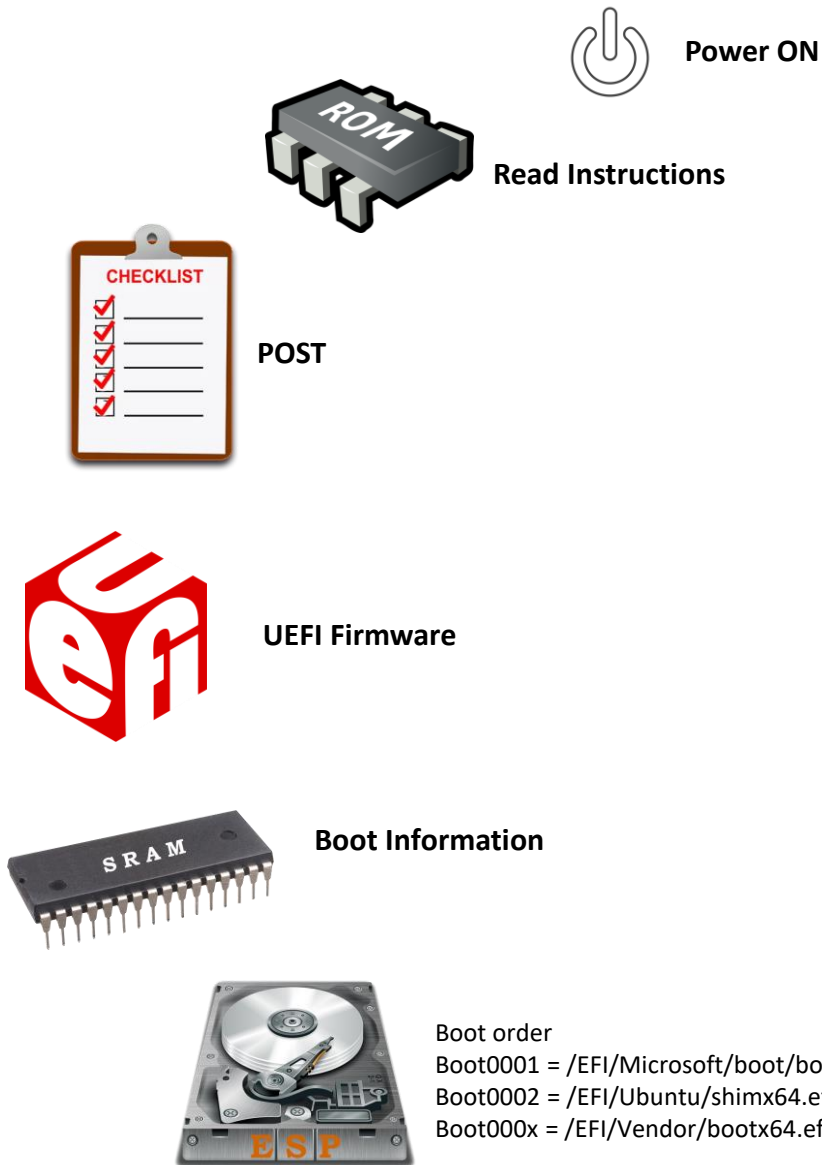 Power ON
ROM
Read Instructions
CHECKLIST
POST
UEFI
UEFI Firmware
Boot Information
SRAM
Boot order
Boot0001 = /EFI/Microsoft/boot/bo
Boot0002 = /EFI/Ubuntu/shimx64.e
Boot000x = /EFI/Vendor/bootx64.ef
ESP